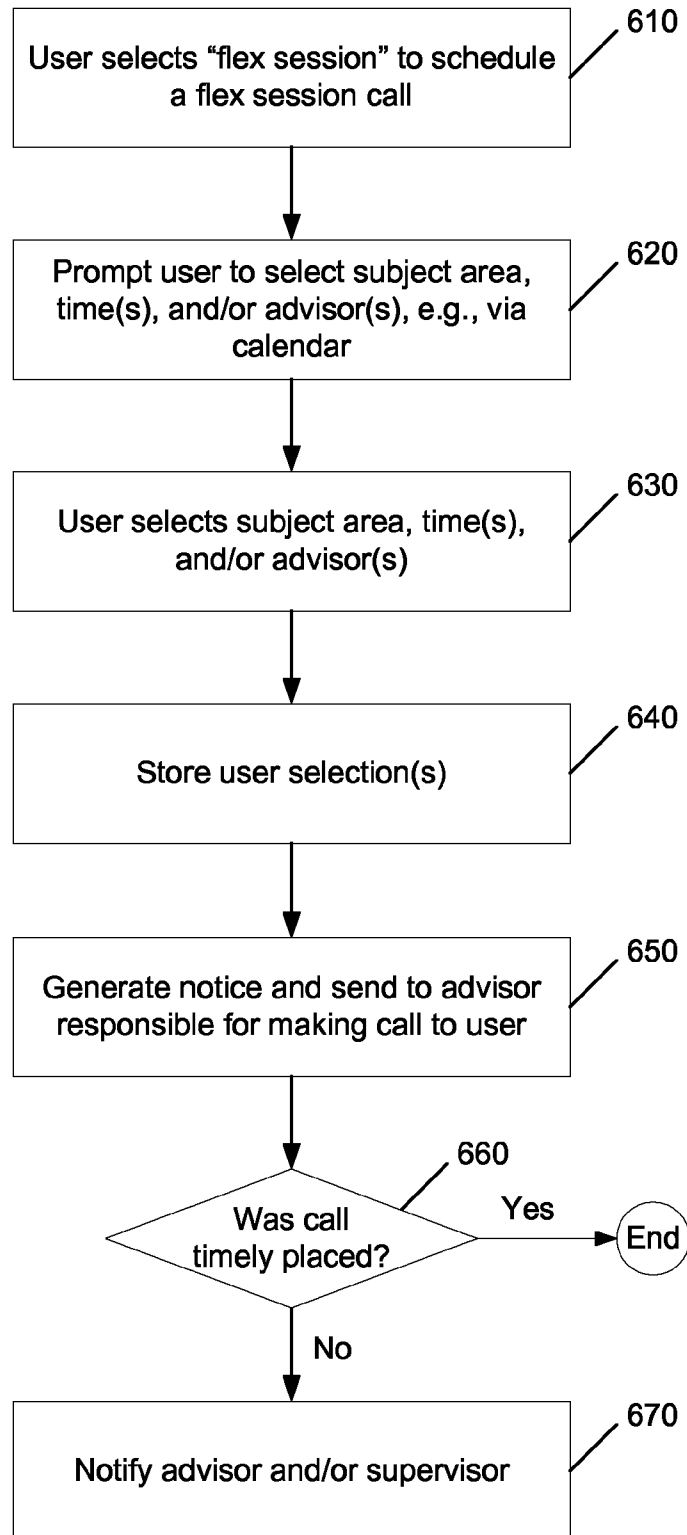 610
User selects “flex session” to schedule
a flex session call
620
Prompt user to select subject area,
time(s), and/or advisor(s), e.g., via
calendar
630
User selects subject area, time(s),
and/or advisor(s)
640
Store user selection(s)
650
Generate notice and send to advisor
responsible for making call to user
660
Was call
timely placed?
Yes
End
No
670
Notify advisor and/or supervisor